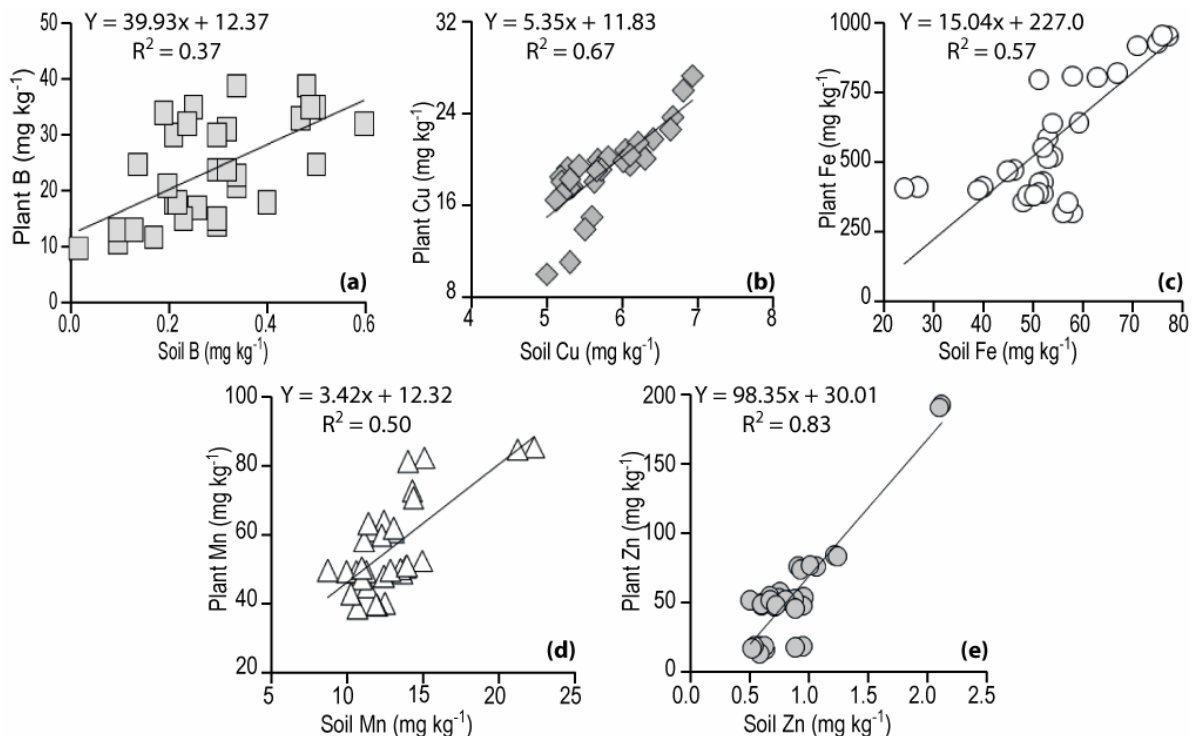 Y = 39.93x + 12.37
R² = 0.37
50
40
30
20
10
0
Plant B (mg kg⁻¹)
0.0 0.2 0.4 0.6
Soil B (mg kg⁻¹)
(a)
Y = 5.35x + 11.83
R² = 0.67
32
24
16
8
Plant Cu (mg kg⁻¹)
4 5 6 7 8
Soil Cu (mg kg⁻¹)
(b)
Y = 15.04x + 227.0
R² = 0.57
1000
750
500
250
0
Plant Fe (mg kg⁻¹)
20 30 40 50 60 70 80
Soil Fe (mg kg⁻¹)
(c)
Y = 3.42x + 12.32
R² = 0.50
100
80
60
40
20
Plant Mn (mg kg⁻¹)
5 10 15 20 25
Soil Mn (mg kg⁻¹)
(d)
Y = 98.35x + 30.01
R² = 0.83
200
150
100
50
0
Plant Zn (mg kg⁻¹)
0.0 0.5 1.0 1.5 2.0 2.5
Soil Zn (mg kg⁻¹)
(e)